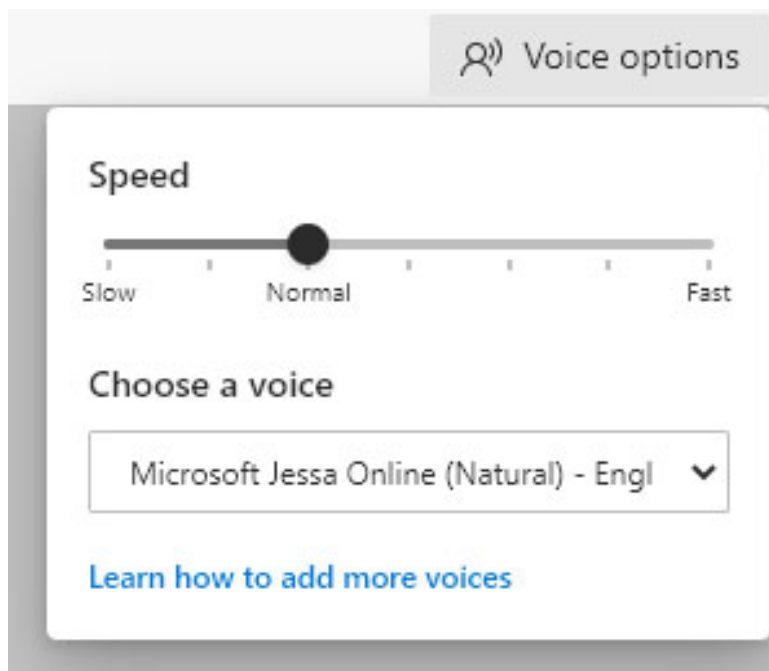 Voice options
Speed
Slow Normal Fast
Choose a voice
Microsoft Jessa Online (Natural) - Engl
Learn how to add more voices